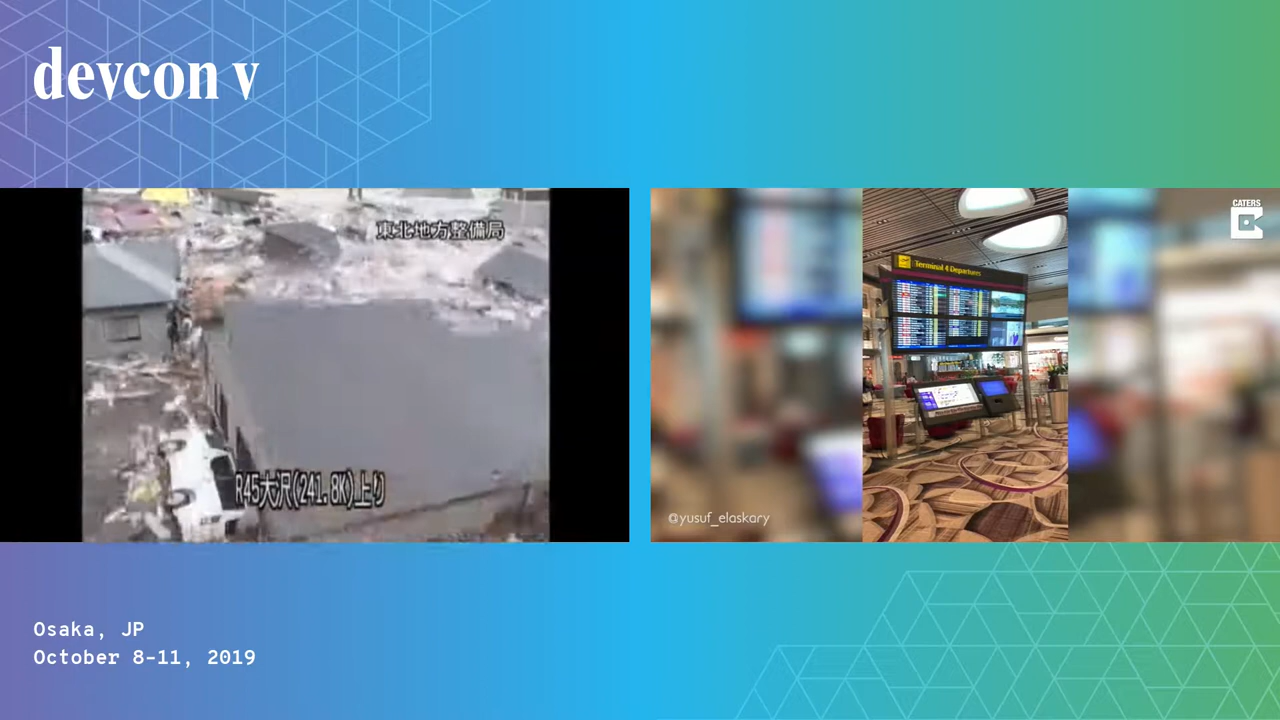 devcon v
東北地方整備局
R45大沢(241.8K)上り
Terminal 4 Departures
CATERS
@yusuf_elaskary
Osaka, JP
October 8-11, 2019